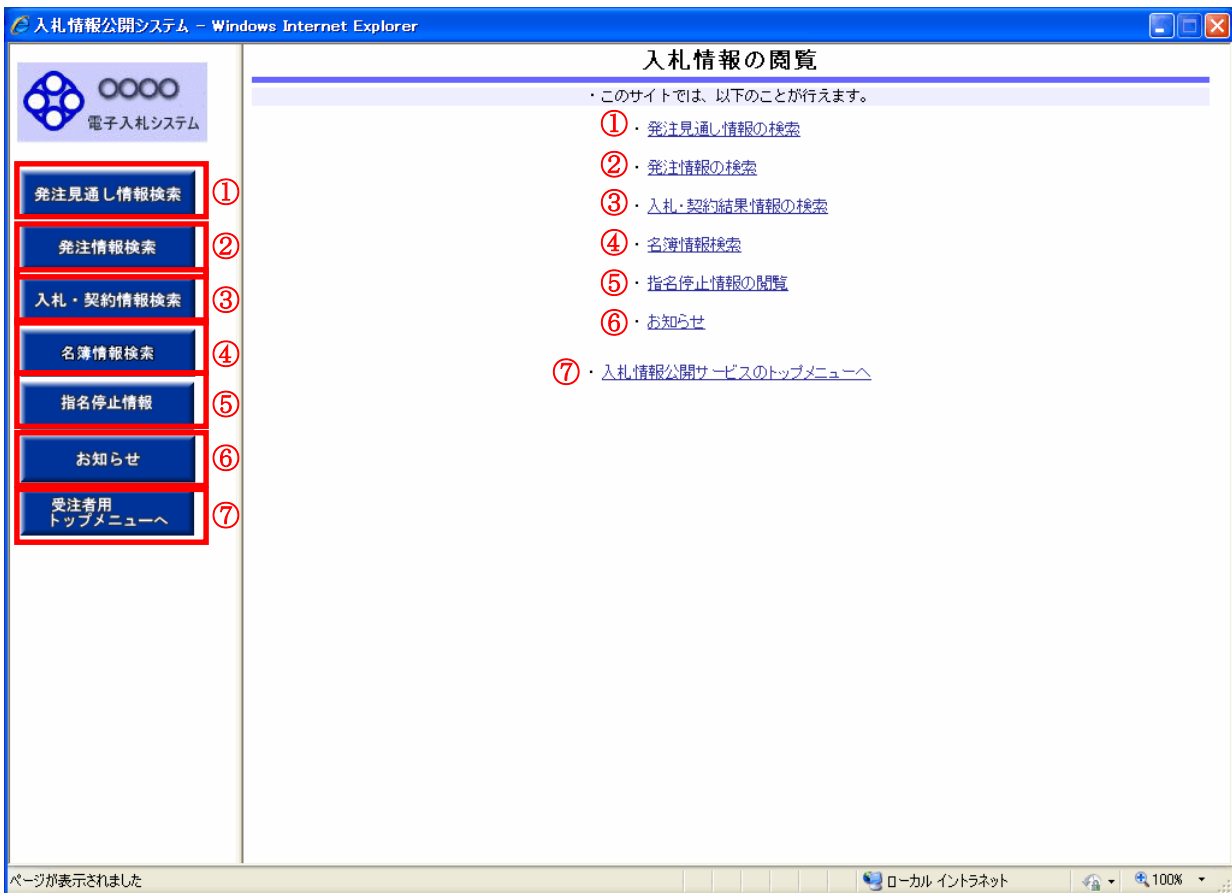 入札情報公開システム - Windows Internet Explorer
○○○○
電子入札システム
発注見通し情報検索 ①
発注情報検索 ②
入札・契約情報検索 ③
名簿情報検索 ④
指名停止情報 ⑤
お知らせ ⑥
受注者用
トップメニューへ ⑦
入札情報の閲覧
・このサイトでは、以下のことが行えます。
①・発注見通し情報の検索
②・発注情報の検索
③・入札・契約結果情報の検索
④・名簿情報検索
⑤・指名停止情報の閲覧
⑥・お知らせ
⑦・入札情報公開サービスのトップメニューへ
ページが表示されました
ローカル イントラネット
100%